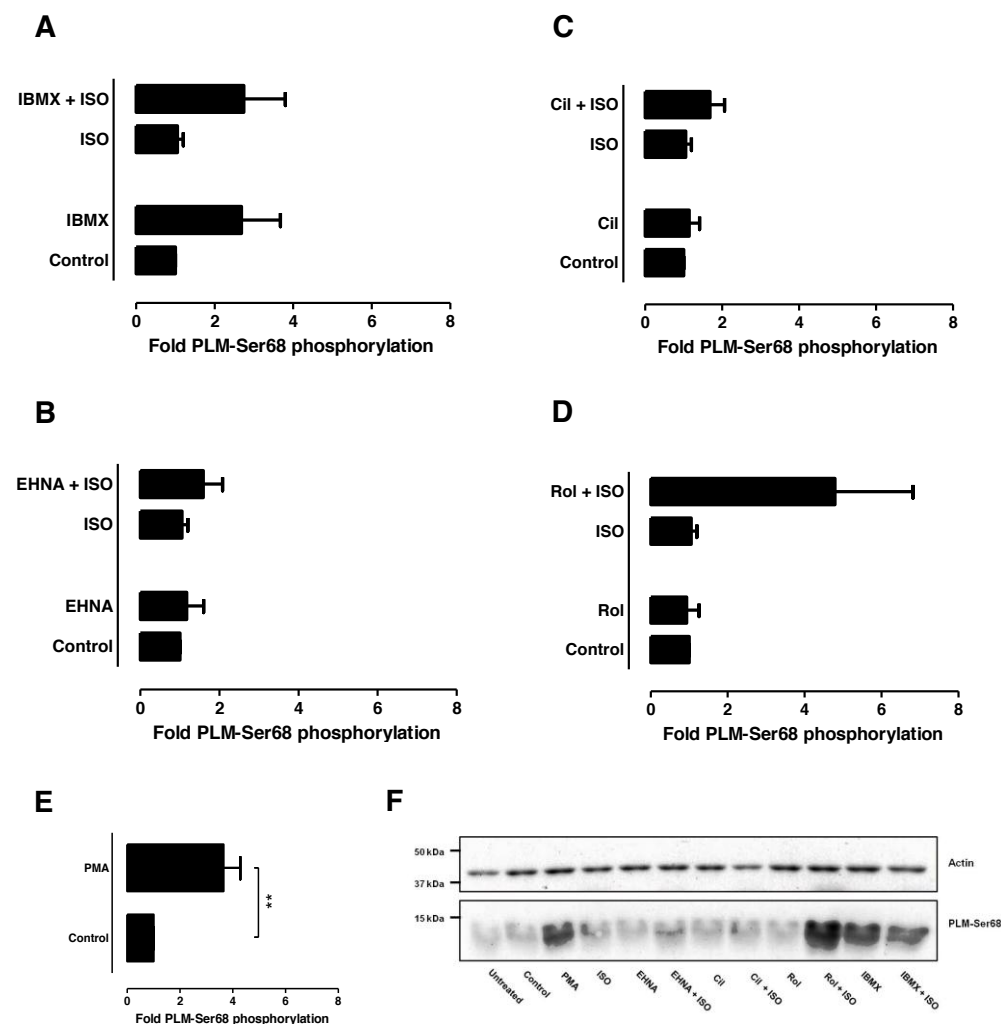 A
IBMX + ISO
ISO
IBMX
Control
0 2 4 6 8
Fold PLM-Ser68 phosphorylation
C
Cil + ISO
ISO
Cil
Control
0 2 4 6 8
Fold PLM-Ser68 phosphorylation
B
EHNA + ISO
ISO
EHNA
Control
0 2 4 6 8
Fold PLM-Ser68 phosphorylation
D
Rol + ISO
ISO
Rol
Control
0 2 4 6 8
Fold PLM-Ser68 phosphorylation
E
PMA
Control
**
0 2 4 6 8
Fold PLM-Ser68 phosphorylation
F
50 kDa
37 kDa
Actin
15 kDa
PLM-Ser68
Untreated
Control
PMA
ISO
EHNA
EHNA + ISO
Cil
Cil + ISO
Rol
Rol + ISO
IBMX
IBMX + ISO